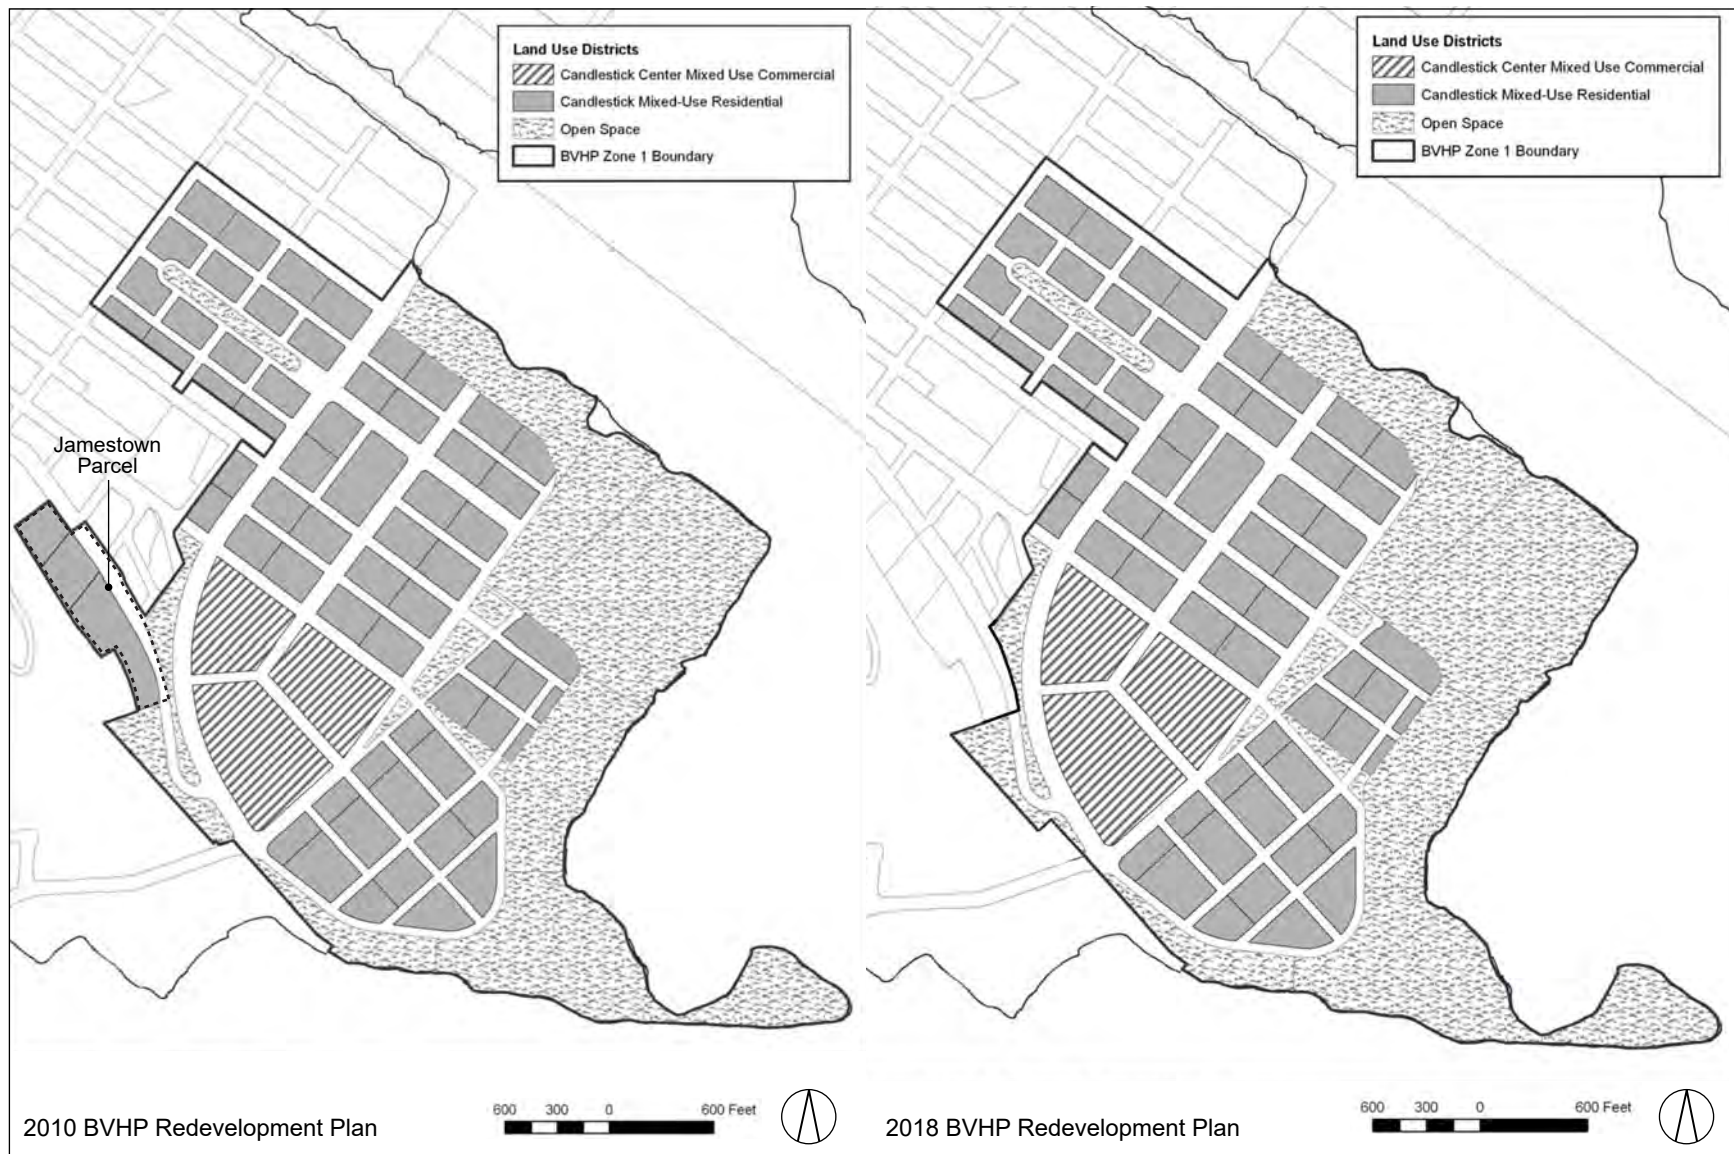 Land Use Districts
Candlestick Center Mixed Use Commercial
Candlestick Mixed-Use Residential
Open Space
BVHP Zone 1 Boundary
Jamestown
Parcel
2010 BVHP Redevelopment Plan
600 300 0 600 Feet
Land Use Districts
Candlestick Center Mixed Use Commercial
Candlestick Mixed-Use Residential
Open Space
BVHP Zone 1 Boundary
2018 BVHP Redevelopment Plan
600 300 0 600 Feet